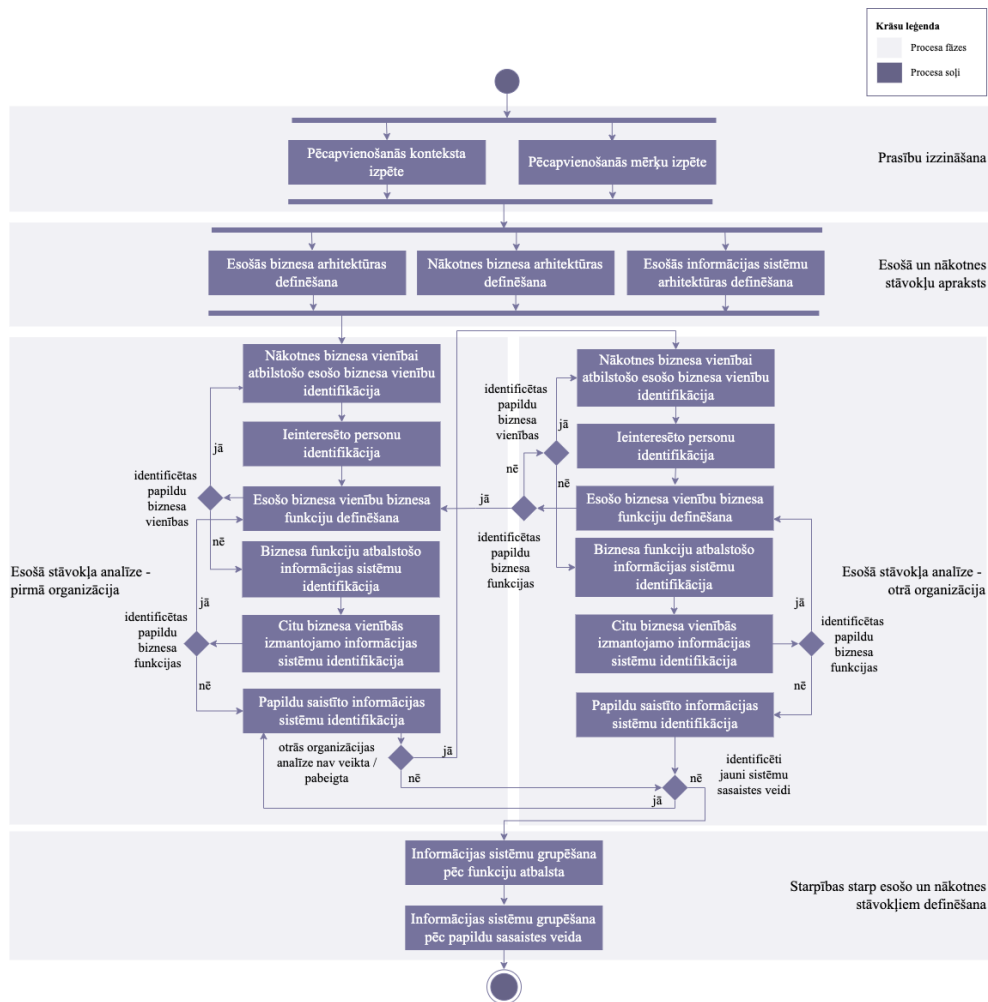 Krāsu leģenda
Procesa fāzes
Procesa soļi
Pēcapvienošanās konteksta
izpēte
Pēcapvienošanās mērķu izpēte
Prasību izzināšana
Esošās biznesa arhitektūras
definēšana
Nākotnes biznesa arhitektūras
definēšana
Esošās informācijas sistēmu
arhitektūras definēšana
Esošā un nākotnes
stāvokļu apraksts
Nākotnes biznesa vienībai
atbilstošo esošo biznesa vienību
identifikācija
jā
Ieinteresēto personu
identifikācija
identificētas
papildu
biznesa
vienības
Esošo biznesa vienību biznesa
funkciju definēšana
nē
Biznesa funkciju atbalstošo
informācijas sistēmu
identifikācija
Esošā stāvokļa analīze -
pirmā organizācija
jā
identificētas
papildu
biznesa
funkcijas
Citu biznesa vienībās
izmantojamo informācijas
sistēmu identifikācija
nē
Papildu saistīto informācijas
sistēmu identifikācija
otrās organizācijas
analīze nav veikta /
pabeigta
jā
nē
Nākotnes biznesa vienībai
atbilstošo esošo biznesa vienību
identifikācija
identificētas
papildu
biznesa
vienības
jā
Ieinteresēto personu
identifikācija
nē
nē
jā
Esošo biznesa vienību biznesa
funkciju definēšana
identificētas
papildu
biznesa
funkcijas
Biznesa funkciju atbalstošo
informācijas sistēmu
identifikācija
Esošā stāvokļa analīze -
otrā organizācija
jā
Citu biznesa vienībās
izmantojamo informācijas
sistēmu identifikācija
identificētas
papildu
biznesa
funkcijas
nē
Papildu saistīto informācijas
sistēmu identifikācija
identificēti
jauni sistēmu
sasaistes veidi
nē
jā
Informācijas sistēmu grupēšana
pēc funkciju atbalsta
Informācijas sistēmu grupēšana
pēc papildu sasaistes veida
Starpības starp esošo un nākotnes
stāvokļiem definēšana